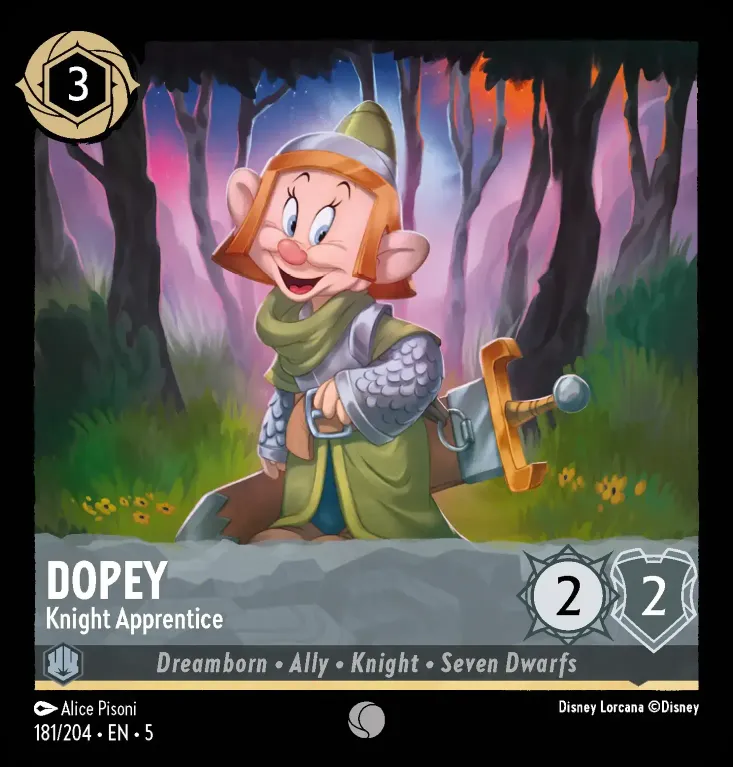 3
DOPEY
Knight Apprentice
2
2
Dreamborn • Ally • Knight • Seven Dwarfs
Alice Pisoni
Disney Lorcana ©Disney
181/204 • EN • 5